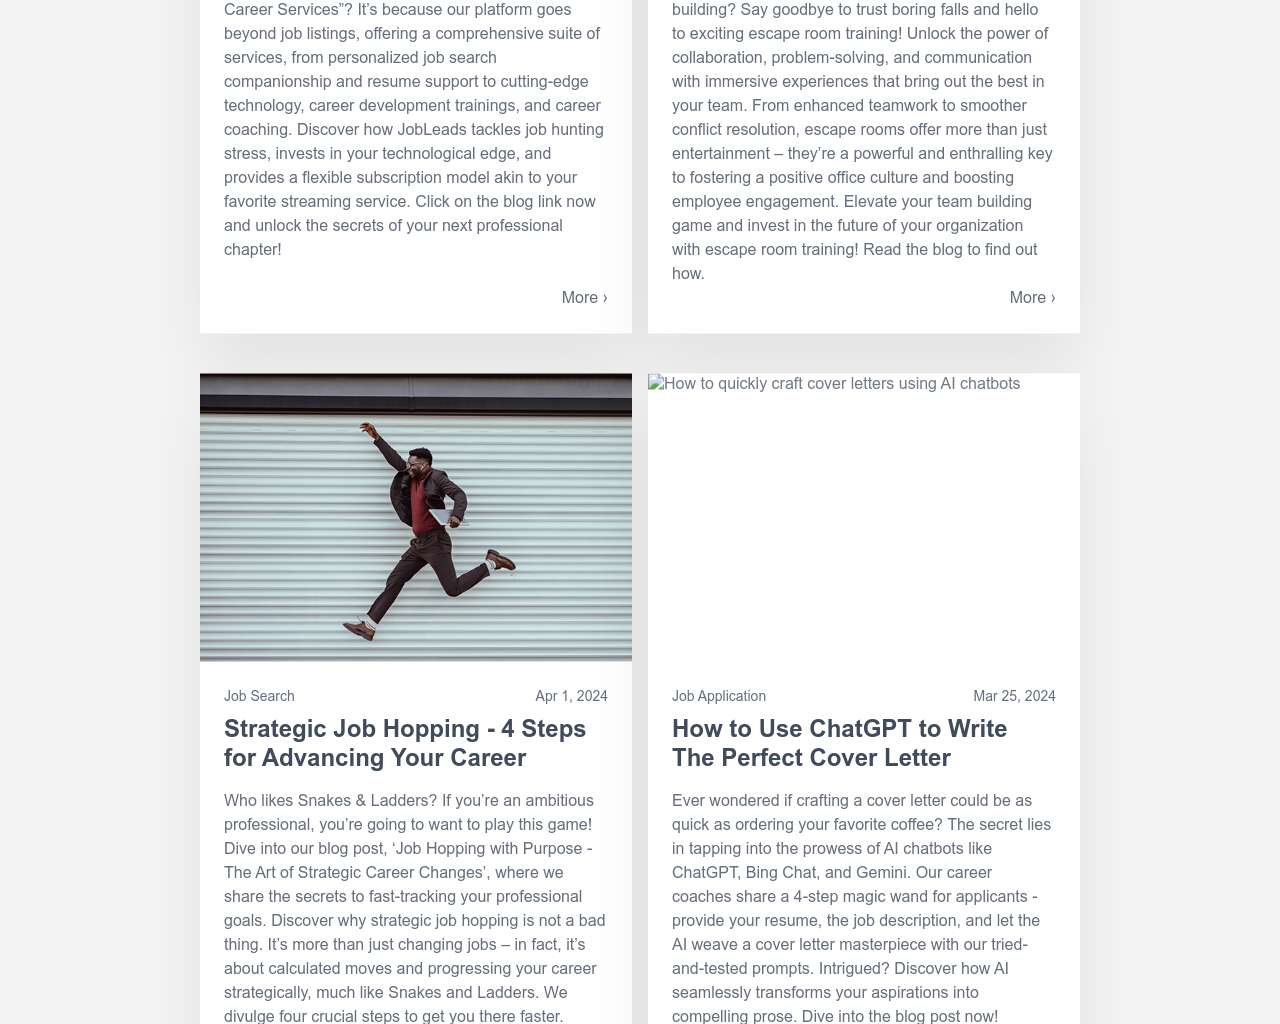 Career Services”? It’s because our platform goes
beyond job listings, offering a comprehensive suite of
services, from personalized job search
companionship and resume support to cutting-edge
technology, career development trainings, and career
coaching. Discover how JobLeads tackles job hunting
stress, invests in your technological edge, and
provides a flexible subscription model akin to your
favorite streaming service. Click on the blog link now
and unlock the secrets of your next professional
chapter!
More ›
building? Say goodbye to trust boring falls and hello
to exciting escape room training! Unlock the power of
collaboration, problem-solving, and communication
with immersive experiences that bring out the best in
your team. From enhanced teamwork to smoother
conflict resolution, escape rooms offer more than just
entertainment – they’re a powerful and enthralling key
to fostering a positive office culture and boosting
employee engagement. Elevate your team building
game and invest in the future of your organization
with escape room training! Read the blog to find out
how.
More ›
Job Search
Apr 1, 2024
Strategic Job Hopping - 4 Steps
for Advancing Your Career
Who likes Snakes & Ladders? If you’re an ambitious
professional, you’re going to want to play this game!
Dive into our blog post, ‘Job Hopping with Purpose -
The Art of Strategic Career Changes’, where we
share the secrets to fast-tracking your professional
goals. Discover why strategic job hopping is not a bad
thing. It’s more than just changing jobs – in fact, it’s
about calculated moves and progressing your career
strategically, much like Snakes and Ladders. We
divulge four crucial steps to get you there faster.
How to quickly craft cover letters using AI chatbots
Job Application
Mar 25, 2024
How to Use ChatGPT to Write
The Perfect Cover Letter
Ever wondered if crafting a cover letter could be as
quick as ordering your favorite coffee? The secret lies
in tapping into the prowess of AI chatbots like
ChatGPT, Bing Chat, and Gemini. Our career
coaches share a 4-step magic wand for applicants -
provide your resume, the job description, and let the
AI weave a cover letter masterpiece with our tried-
and-tested prompts. Intrigued? Discover how AI
seamlessly transforms your aspirations into
compelling prose. Dive into the blog post now!